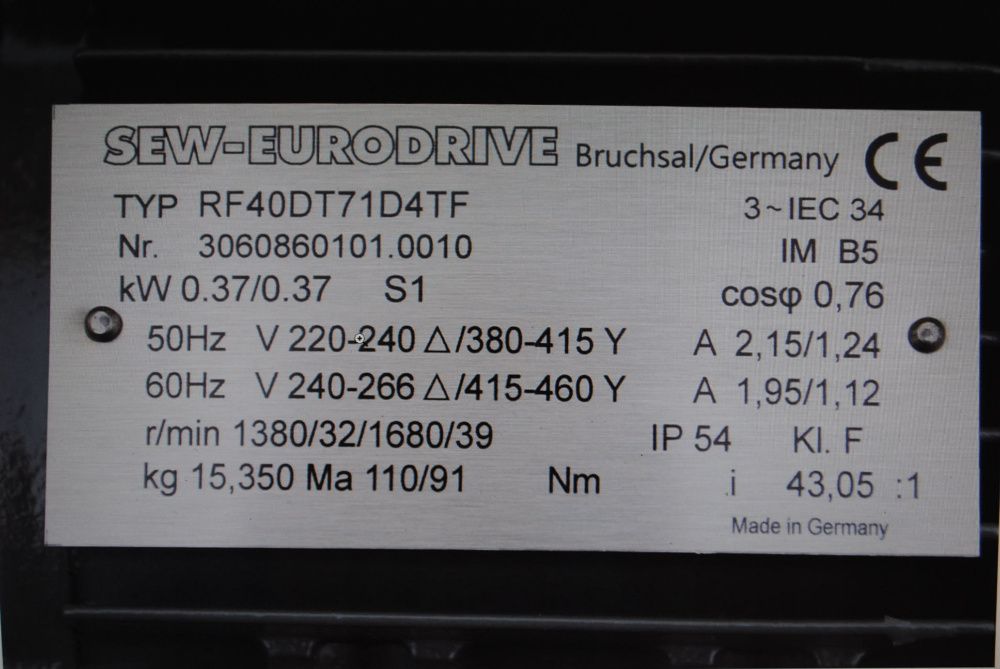 SEW-EURODRIVE Bruchsal/Germany CE
TYP RF40DT71D4TF 3~IEC 34
Nr. 3060860101.0010 IM B5
kW 0.37/0.37 S1 cosφ 0,76
50Hz V 220-240 △/380-415 Y A 2,15/1,24
60Hz V 240-266 △/415-460 Y A 1,95/1,12
r/min 1380/32/1680/39 IP 54 Kl. F
kg 15,350 Ma 110/91 Nm i 43,05 :1
Made in Germany